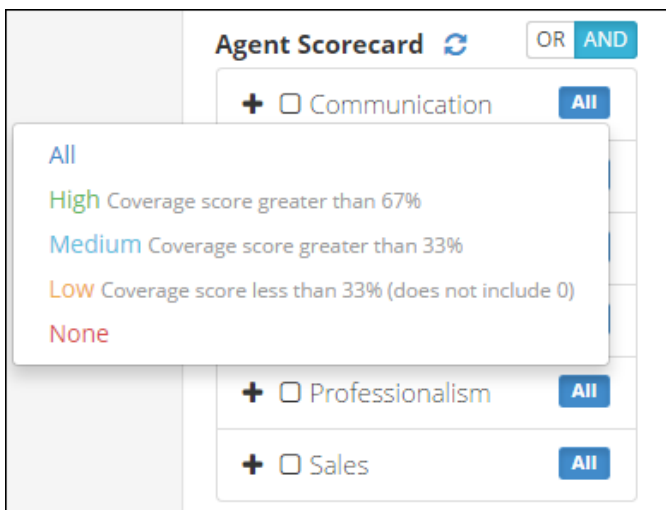 Agent Scorecard OR AND
Communication All
All
High Coverage score greater than 67%
Medium Coverage score greater than 33%
Low Coverage score less than 33% (does not include 0)
None
Professionalism All
Sales All